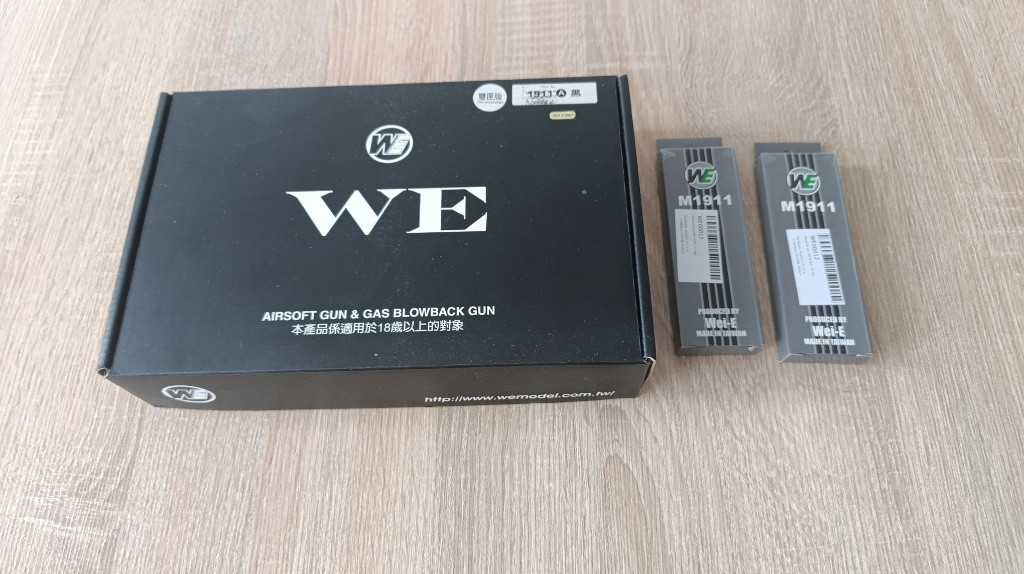 雙匣版
1911 A 黑
WE
WE
AIRSOFT GUN & GAS BLOWBACK GUN
本產品係適用於18歲以上的對象
WE
http://www.wemodel.com.tw/
WE
M1911
PRODUCED BY
Wei-E
MADE IN TAIWAN
WE
M1911
PRODUCED BY
Wei-E
MADE IN TAIWAN